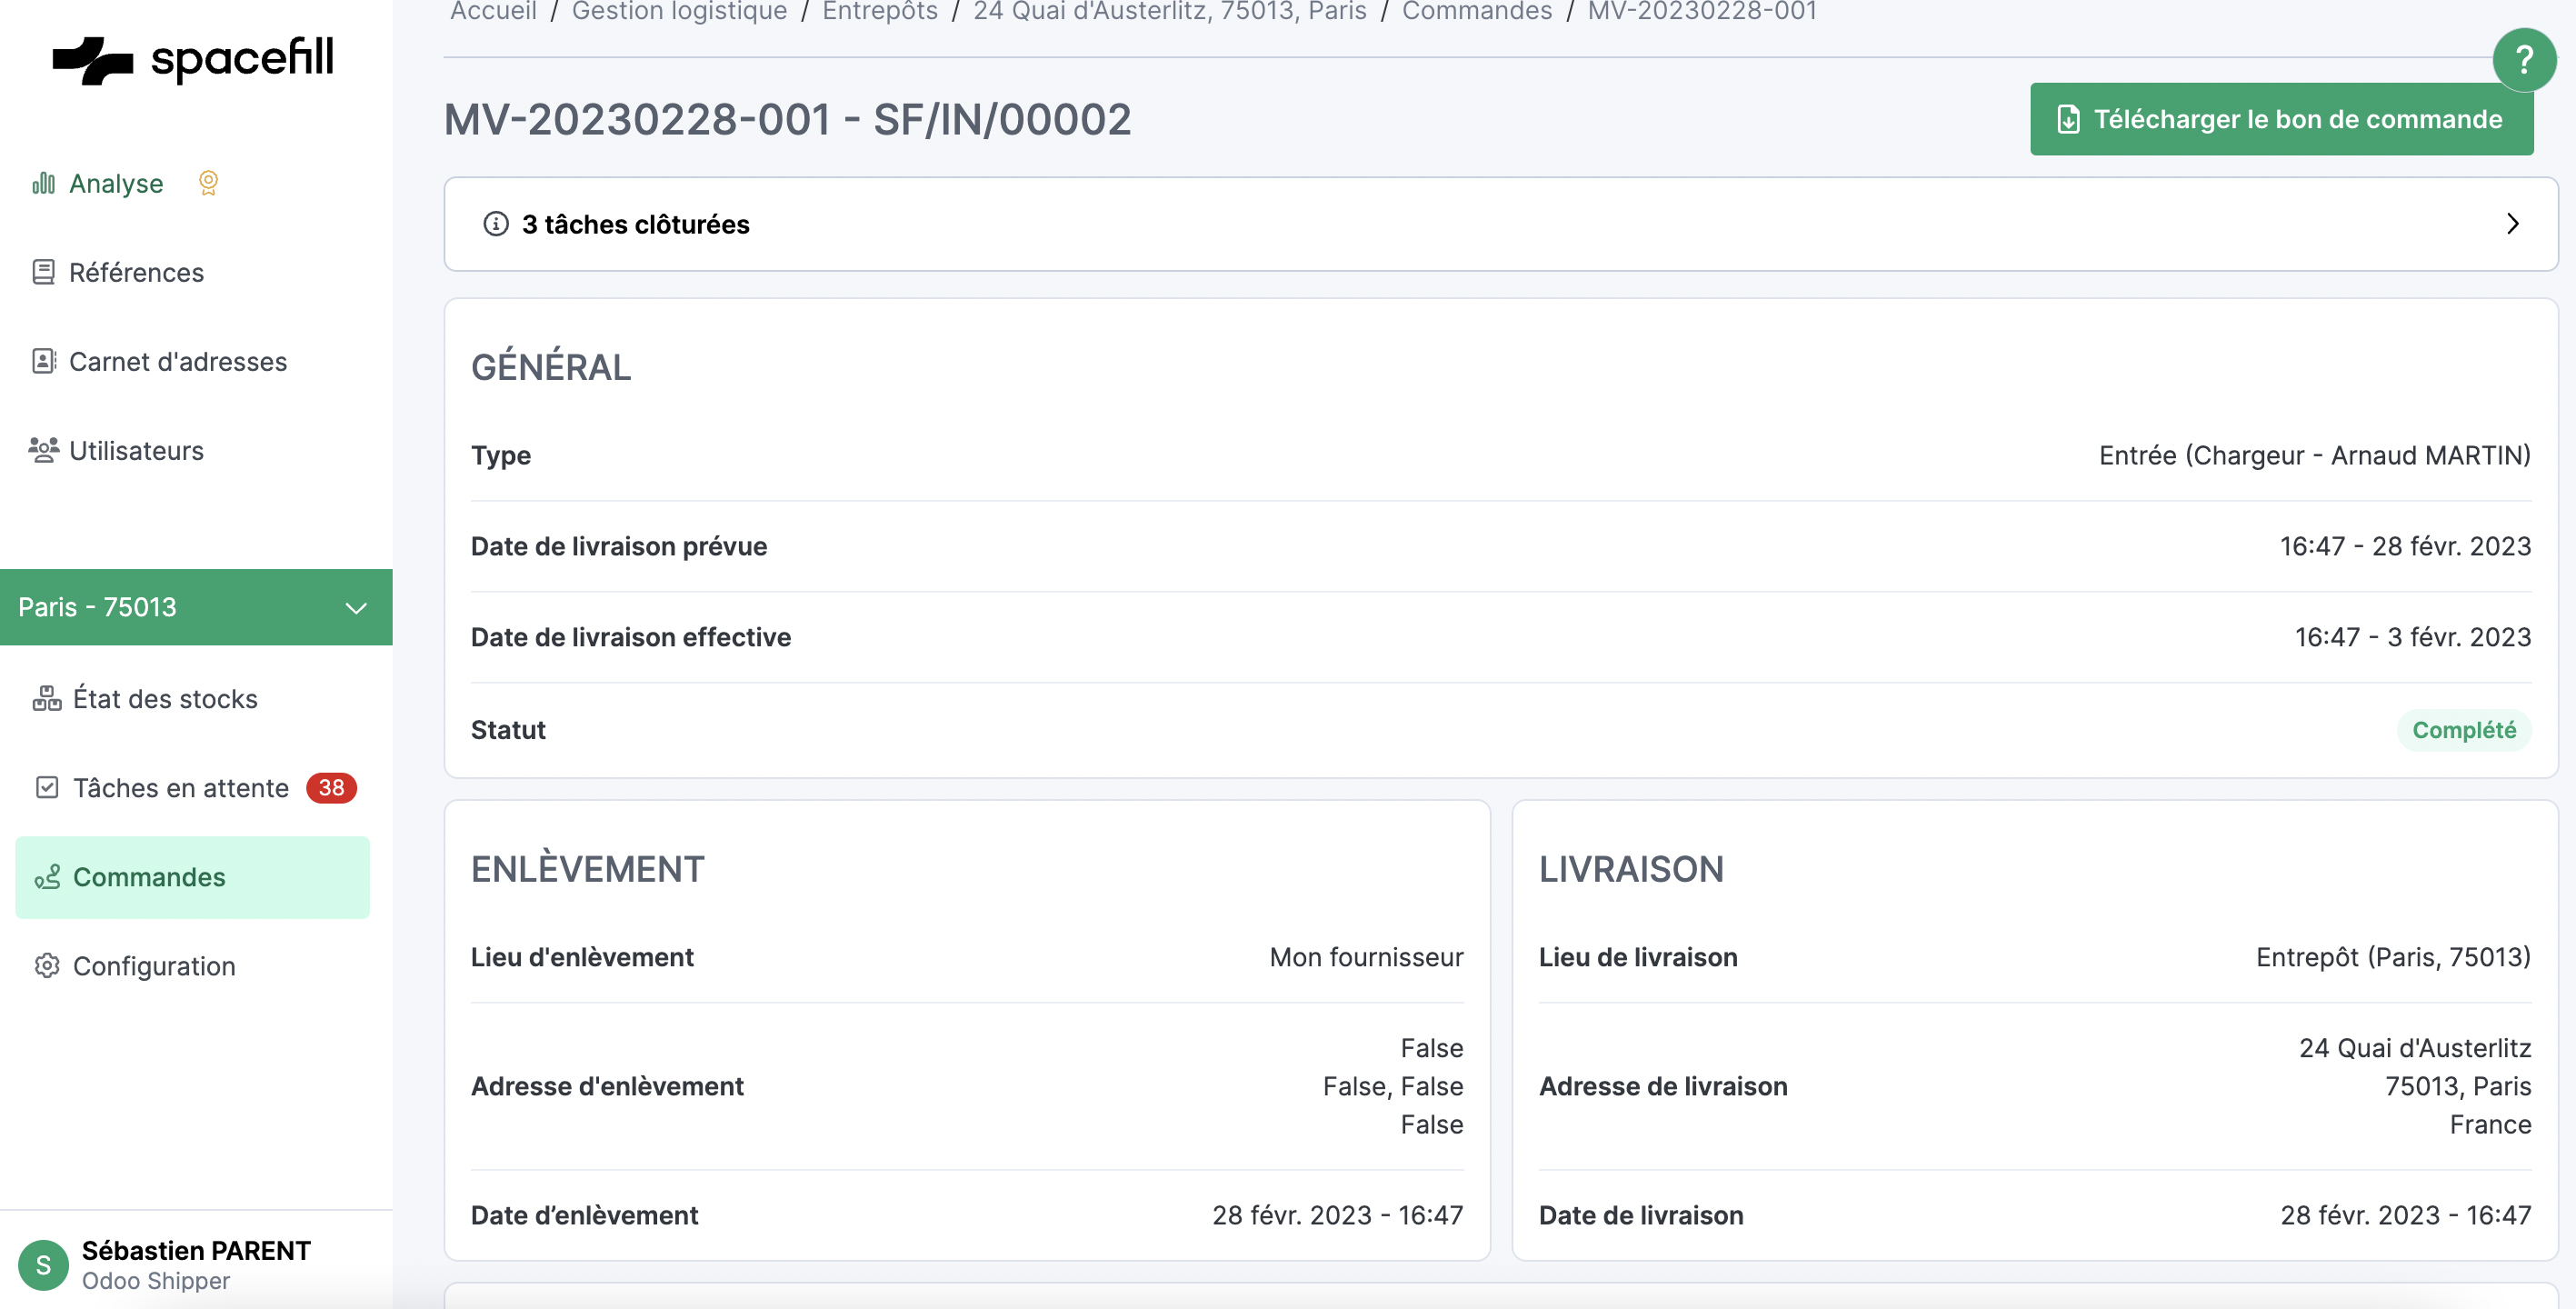 Accueil / Gestion logistique / Entrepôts / 24 Quai d'Austerlitz, 75013, Paris / Commandes / MV-20230228-001
spacefill
?
MV-20230228-001 - SF/IN/00002
Télécharger le bon de commande
Analyse
Références
Carnet d'adresses
Utilisateurs
Paris - 75013
État des stocks
Tâches en attente 38
Commandes
Configuration
S
Sébastien PARENT
Odoo Shipper
3 tâches clôturées
GÉNÉRAL
Type Entrée (Chargeur - Arnaud MARTIN)
Date de livraison prévue 16:47 - 28 févr. 2023
Date de livraison effective 16:47 - 3 févr. 2023
Statut Complété
ENLÈVEMENT
Lieu d'enlèvement Mon fournisseur
Adresse d'enlèvement
False
False, False
False
Date d’enlèvement 28 févr. 2023 - 16:47
LIVRAISON
Lieu de livraison Entrepôt (Paris, 75013)
Adresse de livraison
24 Quai d'Austerlitz
75013, Paris
France
Date de livraison 28 févr. 2023 - 16:47